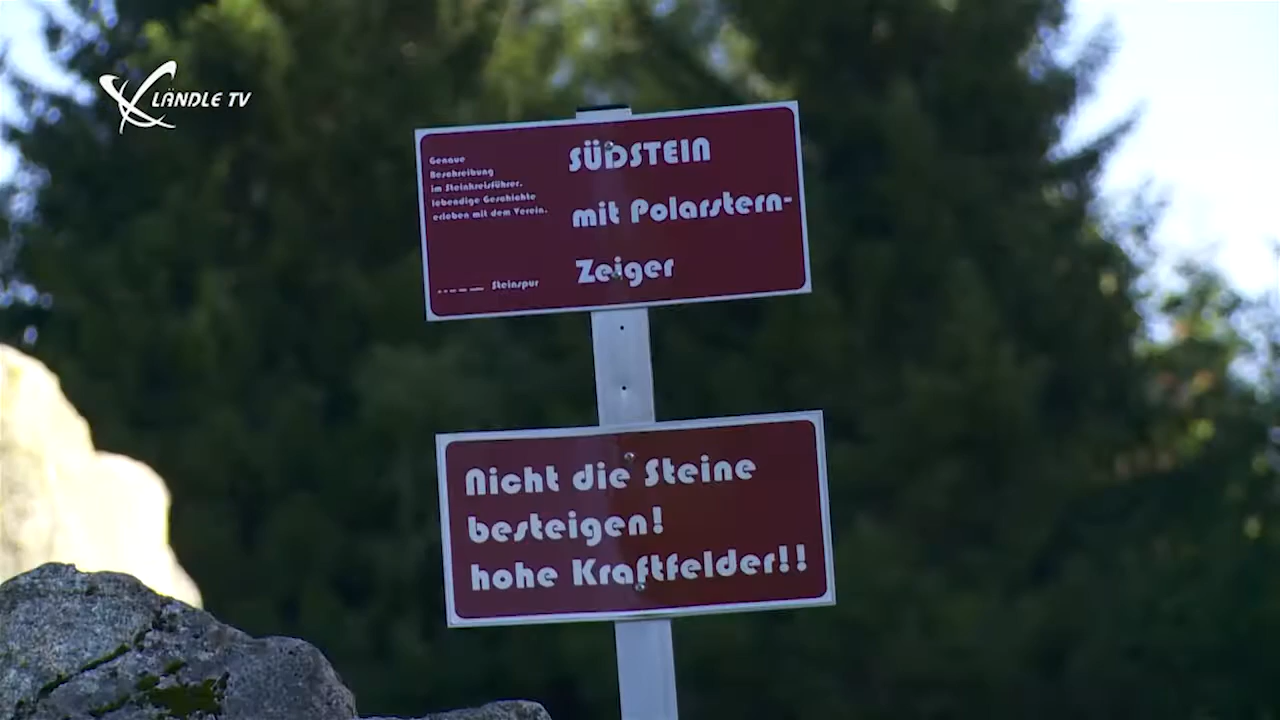 LÄNDLE TV
Genaue
Beschreibung
im Steinkreisführer.
lebendige Geschichte
erleben mit dem Verein.
Steinspur
SÜDSTEIN
mit Polarstern-
Zeiger
Nicht die Steine
besteigen!
hohe Kraftfelder!!